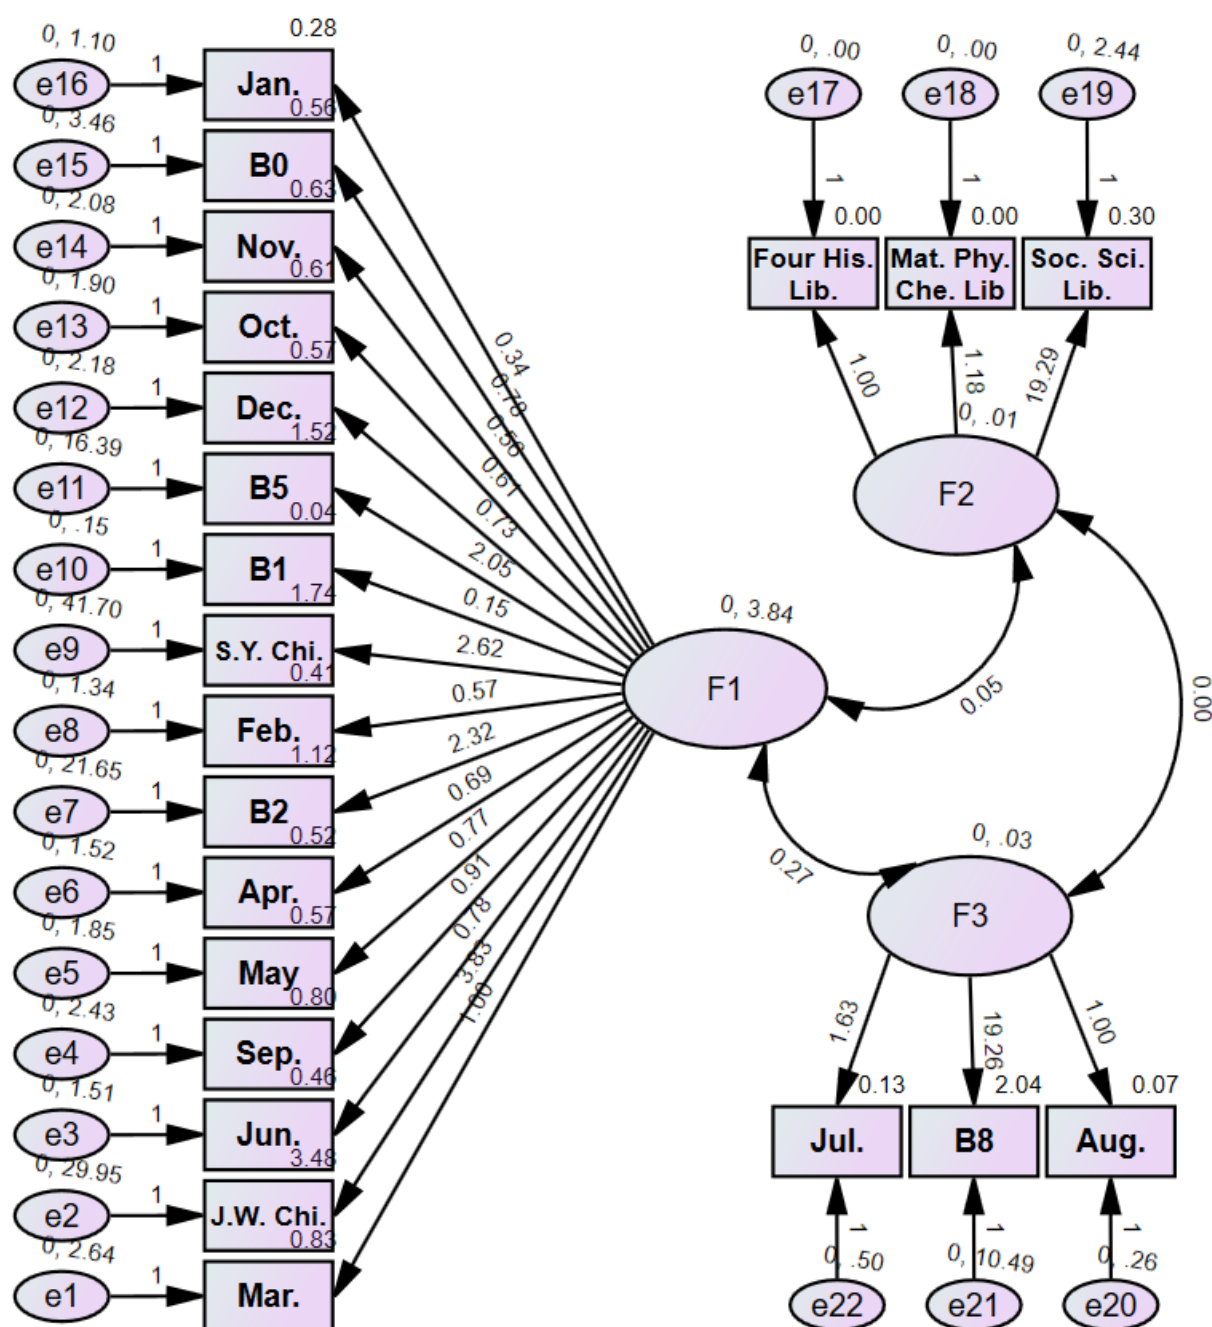 0, 1.10
e16
1
0.28
Jan.
0, 3.46
e15
1
0.56
B0
0, 2.08
e14
1
0.63
Nov.
0, 1.90
e13
1
0.61
Oct.
0, 2.18
e12
1
0.57
Dec.
0, 16.39
e11
1
1.52
B5
0, .15
e10
1
0.04
B1
0, 41.70
e9
1
1.74
S.Y. Chi.
0, 1.34
e8
1
0.41
Feb.
0, 21.65
e7
1
1.12
B2
0, 1.52
e6
1
0.52
Apr.
0, 1.85
e5
1
0.57
May
0, 2.43
e4
1
0.80
Sep.
0, 1.51
e3
1
0.46
Jun.
0, 29.95
e2
1
3.48
J.W. Chi.
0, 2.64
e1
1
0.83
Mar.
0.34
0.78
0.56
0.61
0.73
2.05
0.15
2.62
0.57
2.32
0.69
0.77
0.91
0.78
3.83
1.00
0, 3.84
F1
0, .00
e17
1
0.00
Four His.
Lib.
0, .00
e18
1
0.00
Mat. Phy.
Che. Lib
0, 2.44
e19
1
0.30
Soc. Sci.
Lib.
1.00
1.18
19.29
0, .01
F2
0.05
0.00
0.27
0, .03
F3
1.63
19.26
1.00
0.13
Jul.
2.04
B8
0.07
Aug.
1
0, .50
e22
1
0, 10.49
e21
1
0, .26
e20